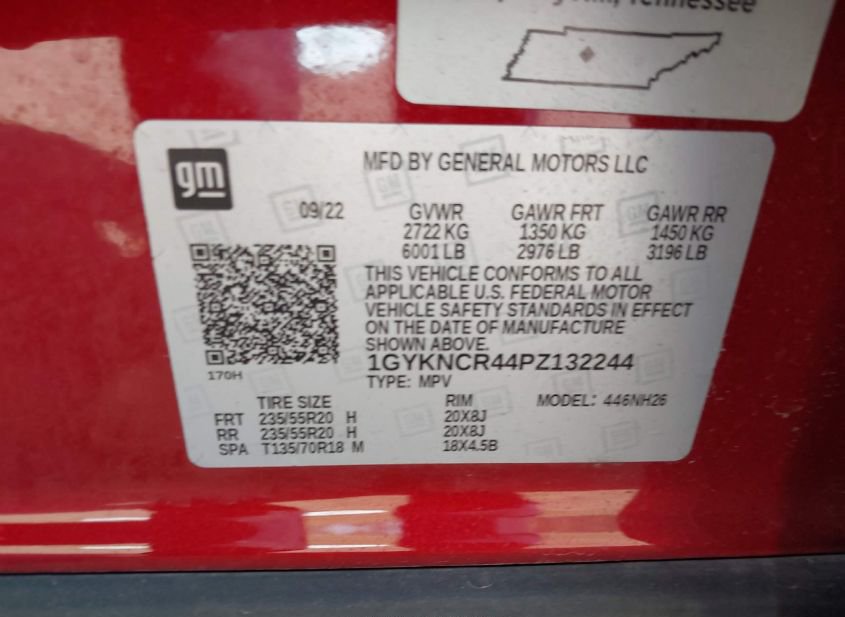 Tennessee
gm
MFD BY GENERAL MOTORS LLC
09/22 GVWR GAWR FRT GAWR RR
2722 KG 1350 KG 1450 KG
6001 LB 2976 LB 3196 LB
THIS VEHICLE CONFORMS TO ALL
APPLICABLE U.S. FEDERAL MOTOR
VEHICLE SAFETY STANDARDS IN EFFECT
ON THE DATE OF MANUFACTURE
SHOWN ABOVE.
1GYKNCR44PZ132244
170H
TYPE: MPV
TIRE SIZE RIM MODEL: 446NH26
FRT 235/55R20 H 20X8J
RR 235/55R20 H 20X8J
SPA T135/70R18 M 18X4.5B